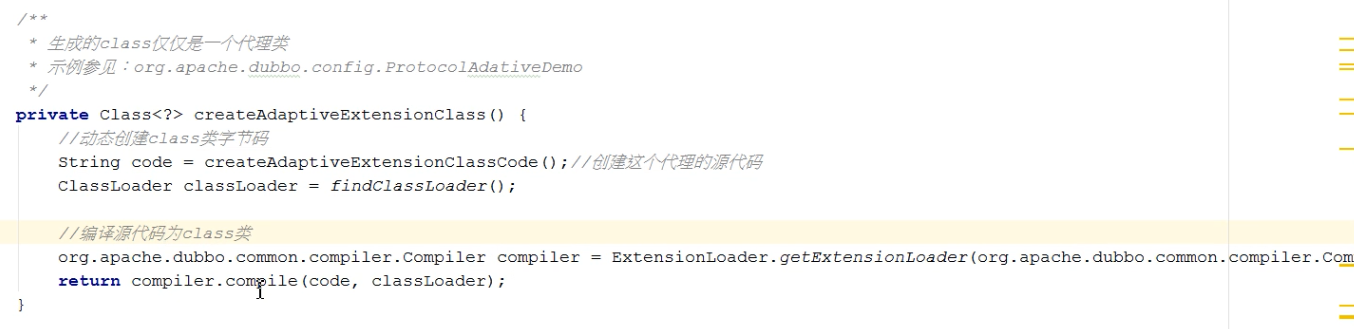 /**
* 生成的class仅仅是一个代理类
* 示例参见：org.apache.dubbo.config.ProtocolAdativeDemo
*/
private Class<?> createAdaptiveExtensionClass() {
//动态创建class类字节码
String code = createAdaptiveExtensionClassCode();//创建这个代理的源代码
ClassLoader classLoader = findClassLoader();
//编译源代码为class类
org.apache.dubbo.common.compiler.Compiler compiler = ExtensionLoader.getExtensionLoader(org.apache.dubbo.common.compiler.Com
return compiler.compile(code, classLoader);
}